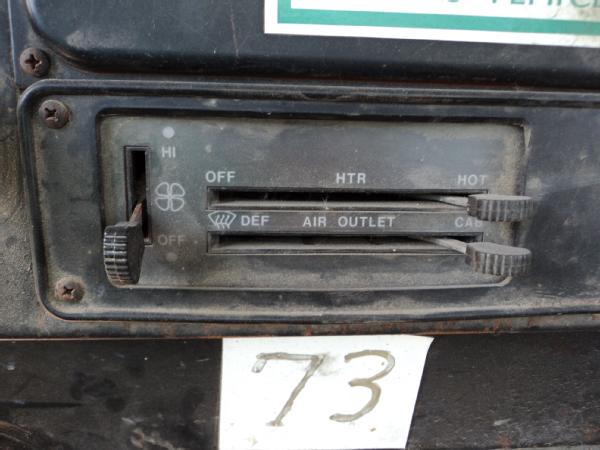 HI
OFF HTR HOT
DEF AIR OUTLET CAB
OFF
73